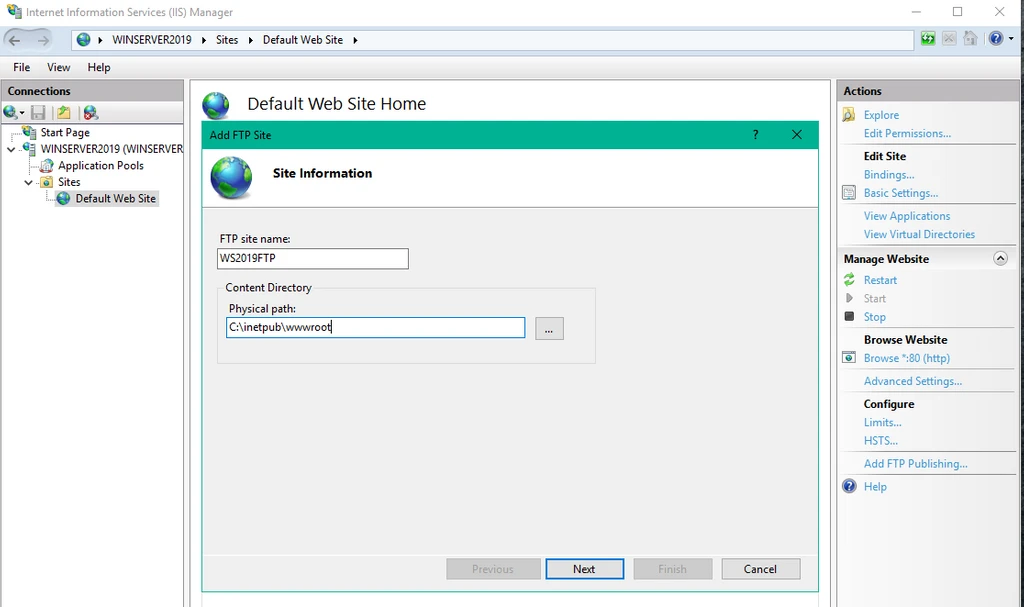 Internet Information Services (IIS) Manager
WINSERVER2019 Sites Default Web Site
File View Help
Connections
Start Page
WINSERVER2019 (WINSERVER
Application Pools
Sites
Default Web Site
Default Web Site Home
Add FTP Site
?
Site Information
FTP site name:
WS2019FTP
Content Directory
Physical path:
C:\inetpub\wwwroot
...
Previous Next Finish Cancel
Actions
Explore
Edit Permissions...
Edit Site
Bindings...
Basic Settings...
View Applications
View Virtual Directories
Manage Website
Restart
Start
Stop
Browse Website
Browse *:80 (http)
Advanced Settings...
Configure
Limits...
HSTS...
Add FTP Publishing...
Help